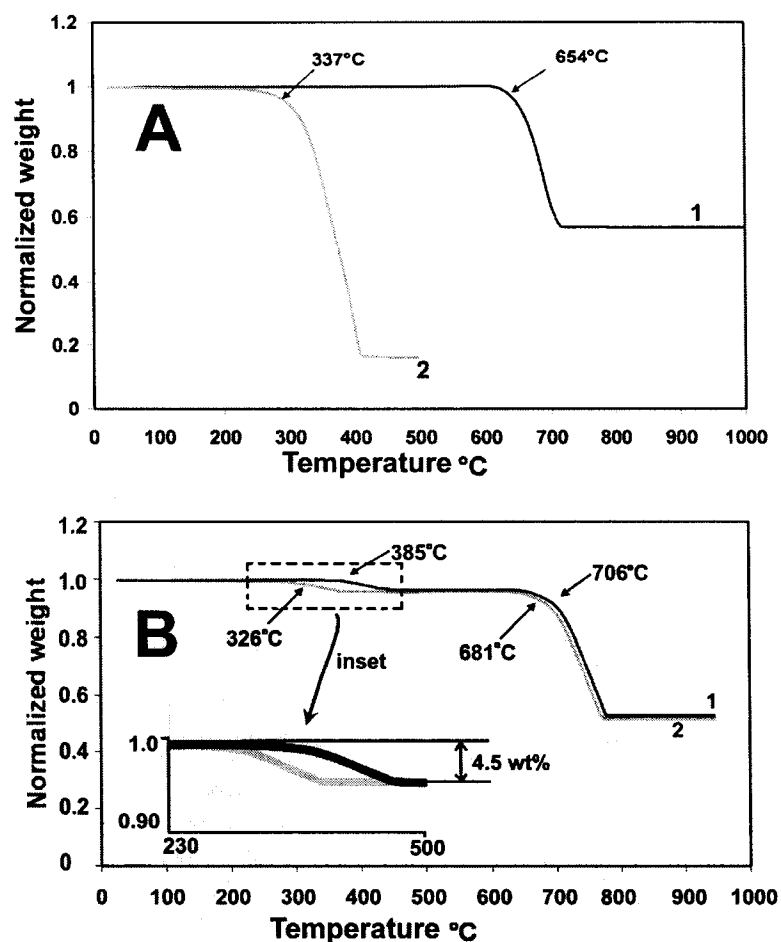 1.2
337°C
654°C
1
A
0.8
Normalized weight
0.6
1
0.4
0.2
2
0
0 100 200 300 400 500 600 700 800 900 1000
Temperature °C
1.2
385°C
706°C
1.0
326°C
681°C
B
0.8
inset
Normalized weight
0.6
1
2
1.0
4.5 wt%
0.4
0.90
0.2
230 500
0
0 100 200 300 400 500 600 700 800 900 1000
Temperature °C